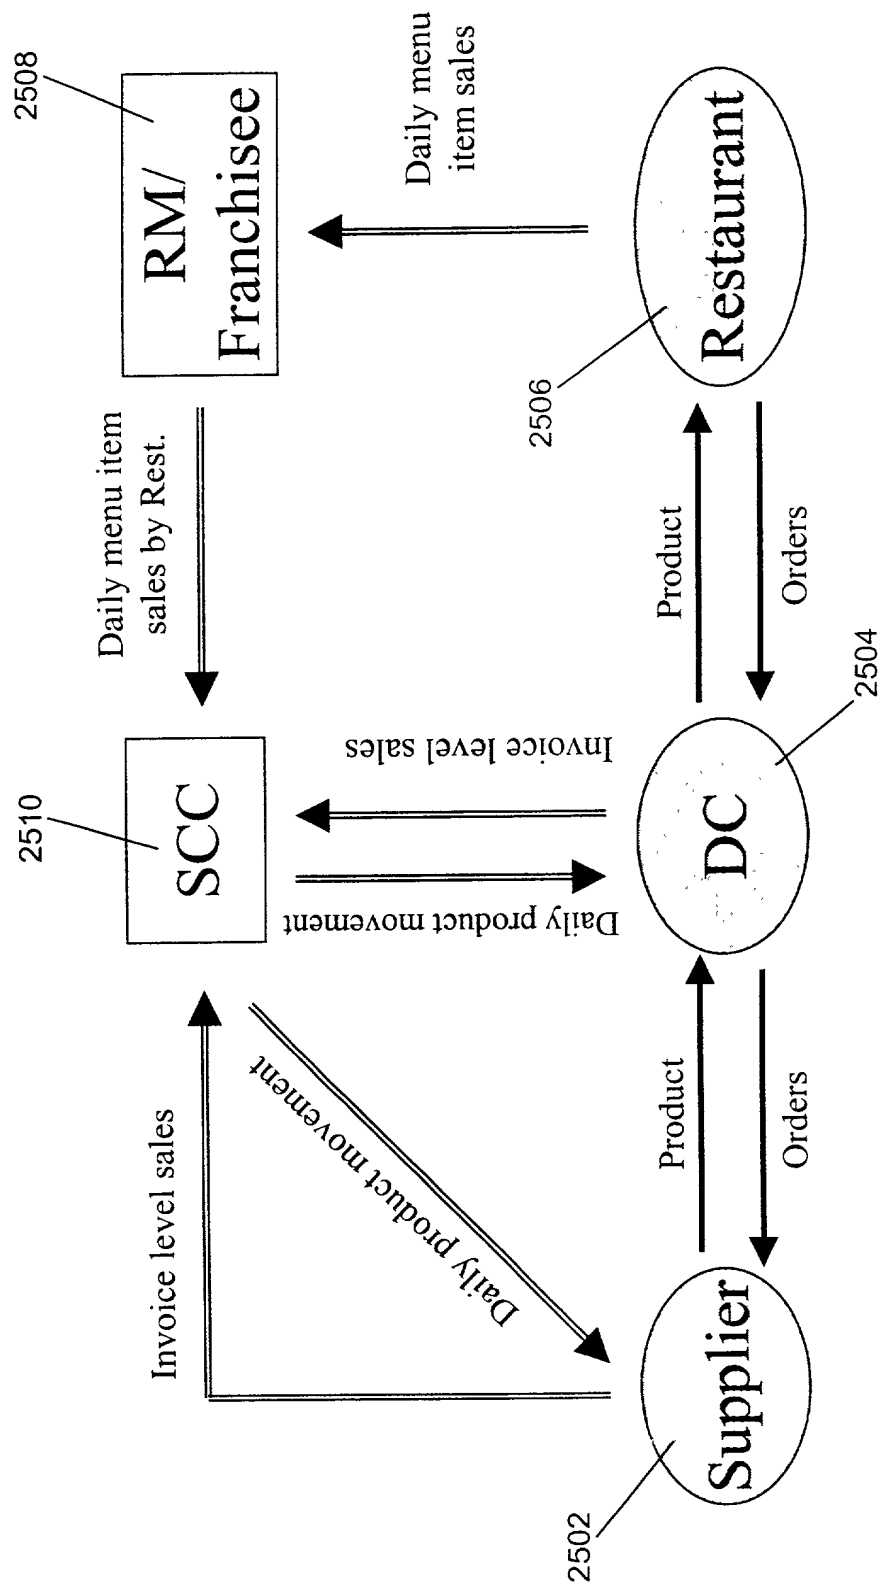 2510
2508
SCC
RM/
Franchisee
Invoice level sales
Daily menu item
sales by Rest.
Daily product movement
Daily product movement
Invoice level sales
Daily menu
item sales
2506
Product
Product
Supplier
DC
Restaurant
Orders
Orders
2502
2504